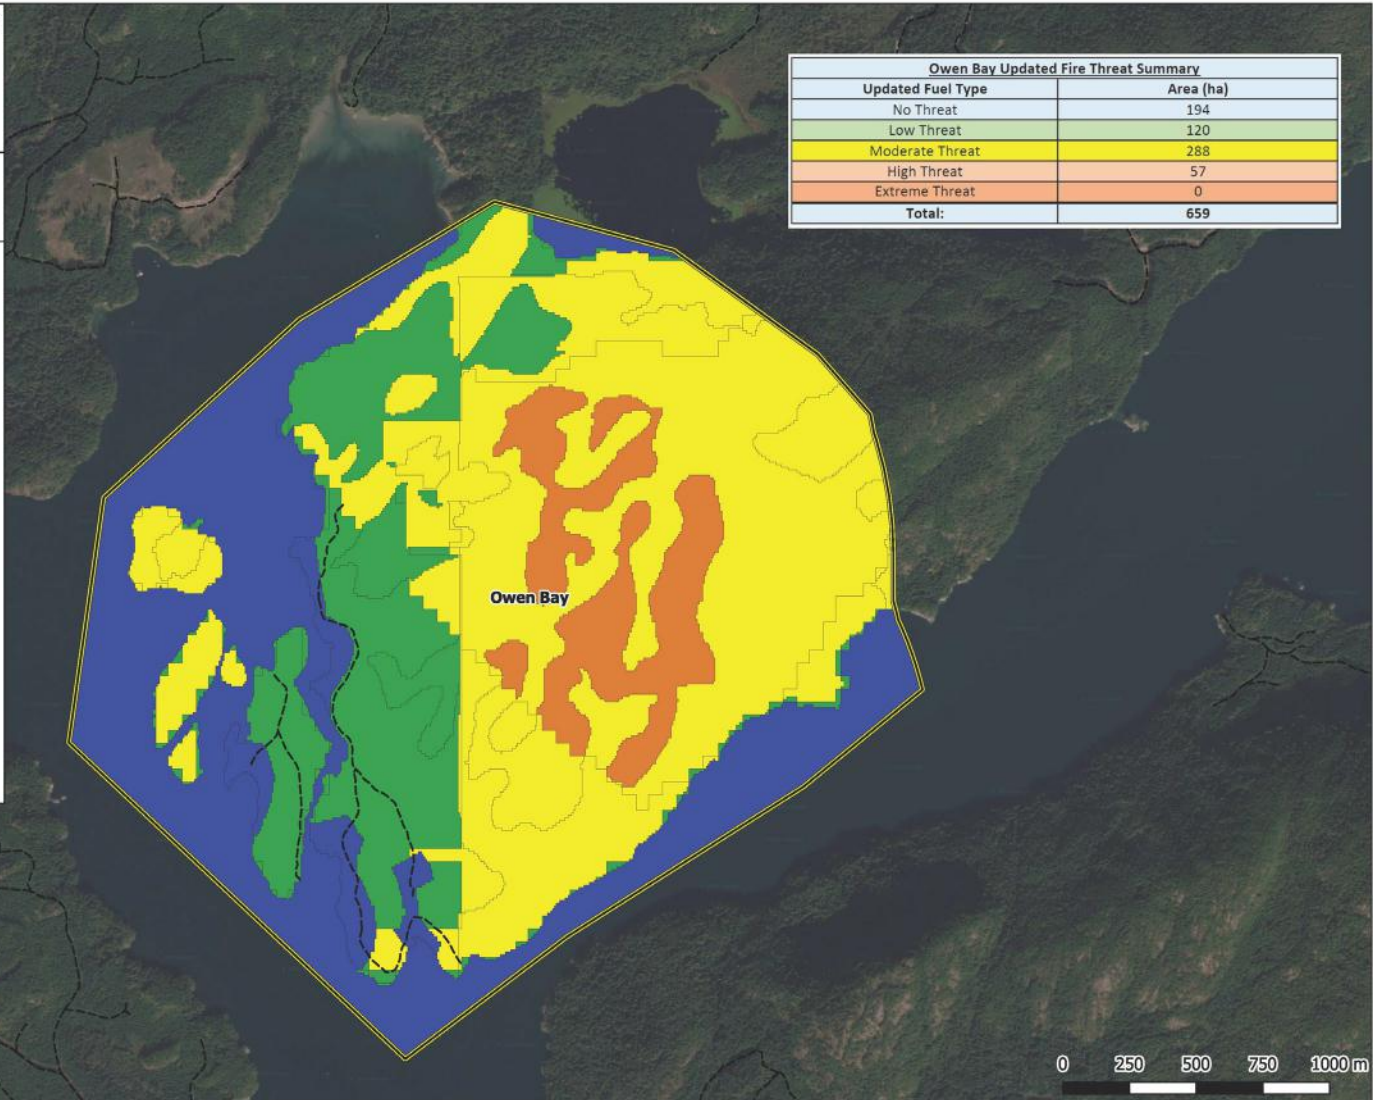 Owen Bay Updated Fire Threat Summary
Updated Fuel Type Area (ha)
No Threat 194
Low Threat 120
Moderate Threat 288
High Threat 57
Extreme Threat 0
Total: 659
Owen Bay
0 250 500 750 1000 m